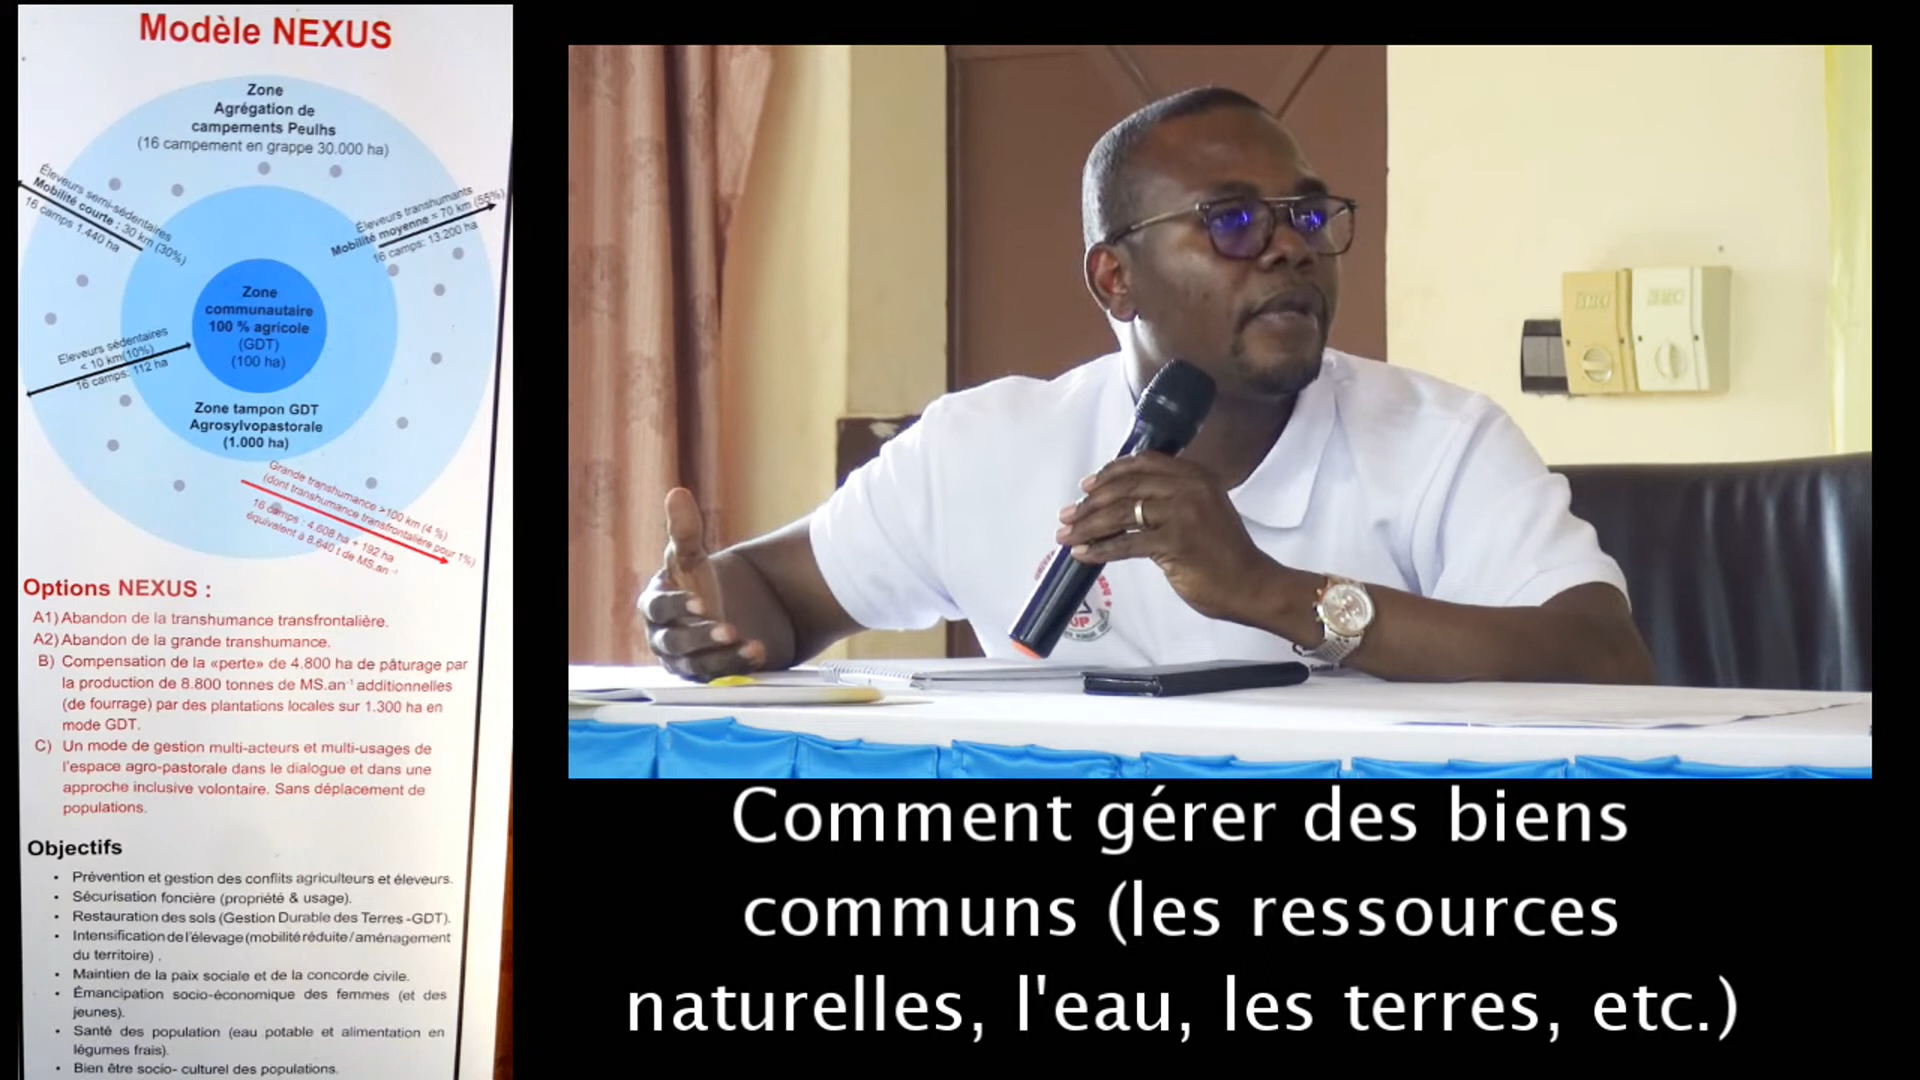 Modèle NEXUS
Zone
Agrégation de
campements Peulhs
(16 campement en grappe 30.000 ha)
Éleveurs semi-sédentaires
Mobilité courte : 30 km (30%)
16 camps 1.440 ha
Éleveurs transhumants
Mobilité moyenne = 70 km (55%)
16 camps: 13.200 ha
Zone
communautaire
100 % agricole
(GDT)
(100 ha)
Eleveurs sédentaires
< 10 km(10%)
16 camps: 112 ha
Zone tampon GDT
Agrosylvopastorale
(1.000 ha)
Grande transhumance >100 km (4 %)
(dont transhumance transfrontalière pour 1%)
16 camps : 4.608 ha + 192 ha
équivalent à 8.640 t de MS.an⁻¹
Options NEXUS :
A1) Abandon de la transhumance transfrontalière.
A2) Abandon de la grande transhumance.
B) Compensation de la «perte» de 4.800 ha de pâturage par
la production de 8.800 tonnes de MS.an⁻¹ additionnelles
(de fourrage) par des plantations locales sur 1.300 ha en
mode GDT.
C) Un mode de gestion multi-acteurs et multi-usages de
l'espace agro-pastorale dans le dialogue et dans une
approche inclusive volontaire. Sans déplacement de
populations.
Objectifs
• Prévention et gestion des conflits agriculteurs et éleveurs.
• Sécurisation foncière (propriété & usage).
• Restauration des sols (Gestion Durable des Terres -GDT).
• Intensification de l'élevage (mobilité réduite / aménagement
du territoire) .
• Maintien de la paix sociale et de la concorde civile.
• Émancipation socio-économique des femmes (et des
jeunes).
• Santé des population (eau potable et alimentation en
légumes frais).
• Bien être socio- culturel des populations.
UP
Comment gérer des biens
communs (les ressources
naturelles, l'eau, les terres, etc.)